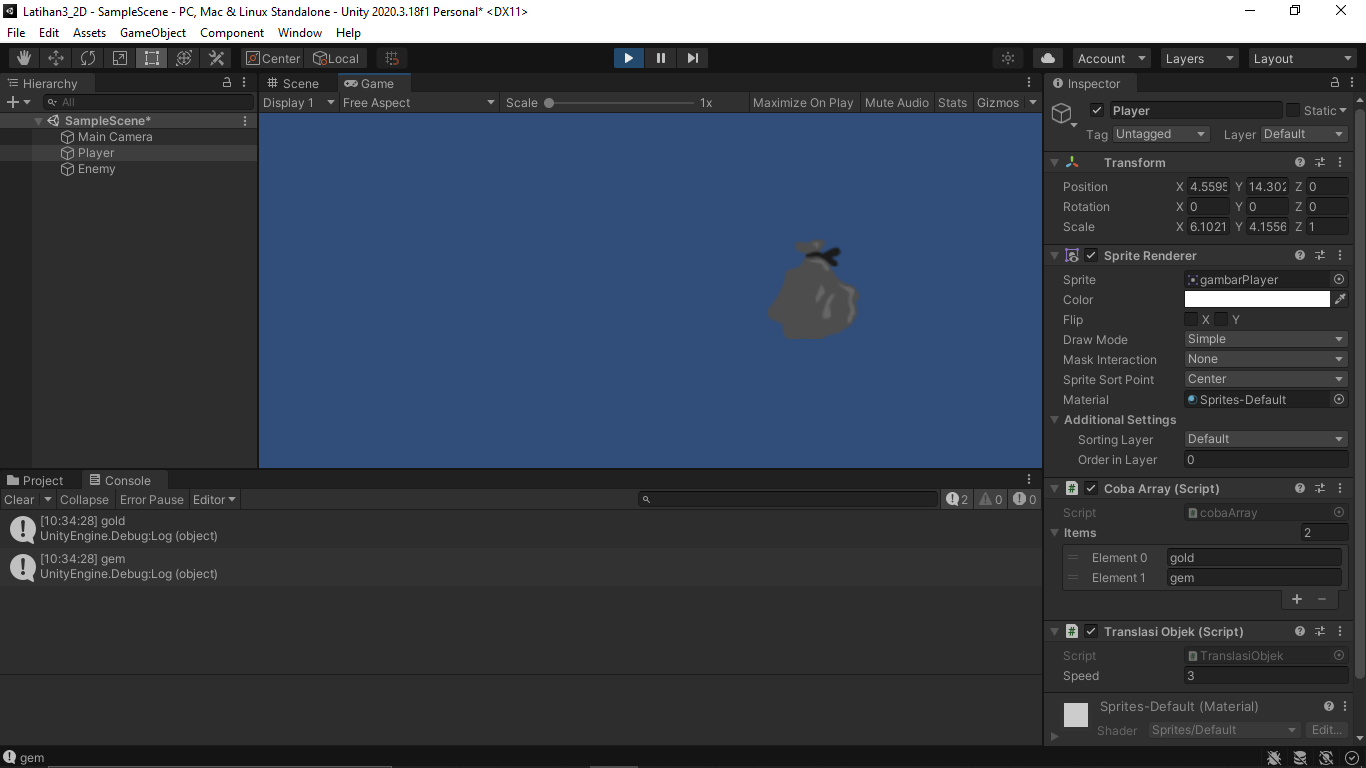 Latihan3_2D - SampleScene - PC, Mac & Linux Standalone - Unity 2020.3.18f1 Personal* <DX11>
File Edit Assets GameObject Component Window Help
Center Local Account Layers Layout
Hierarchy
All
SampleScene*
Main Camera
Player
Enemy
Scene Game
Display 1 Free Aspect Scale 1x Maximize On Play Mute Audio Stats Gizmos
Project Console
Clear Collapse Error Pause Editor 2 0 0
[10:34:28] gold
UnityEngine.Debug:Log (object)
[10:34:28] gem
UnityEngine.Debug:Log (object)
gem
Inspector
Player Static
Tag Untagged Layer Default
Transform
Position X 4.5595 Y 14.302 Z 0
Rotation X 0 Y 0 Z 0
Scale X 6.1021 Y 4.1556 Z 1
Sprite Renderer
Sprite gambarPlayer
Color
Flip X Y
Draw Mode Simple
Mask Interaction None
Sprite Sort Point Center
Material Sprites-Default
Additional Settings
Sorting Layer Default
Order in Layer 0
# Coba Array (Script)
Script cobaArray
Items 2
Element 0 gold
Element 1 gem
+ −
# Translasi Objek (Script)
Script TranslasiObjek
Speed 3
Sprites-Default (Material)
Shader Sprites/Default Edit...